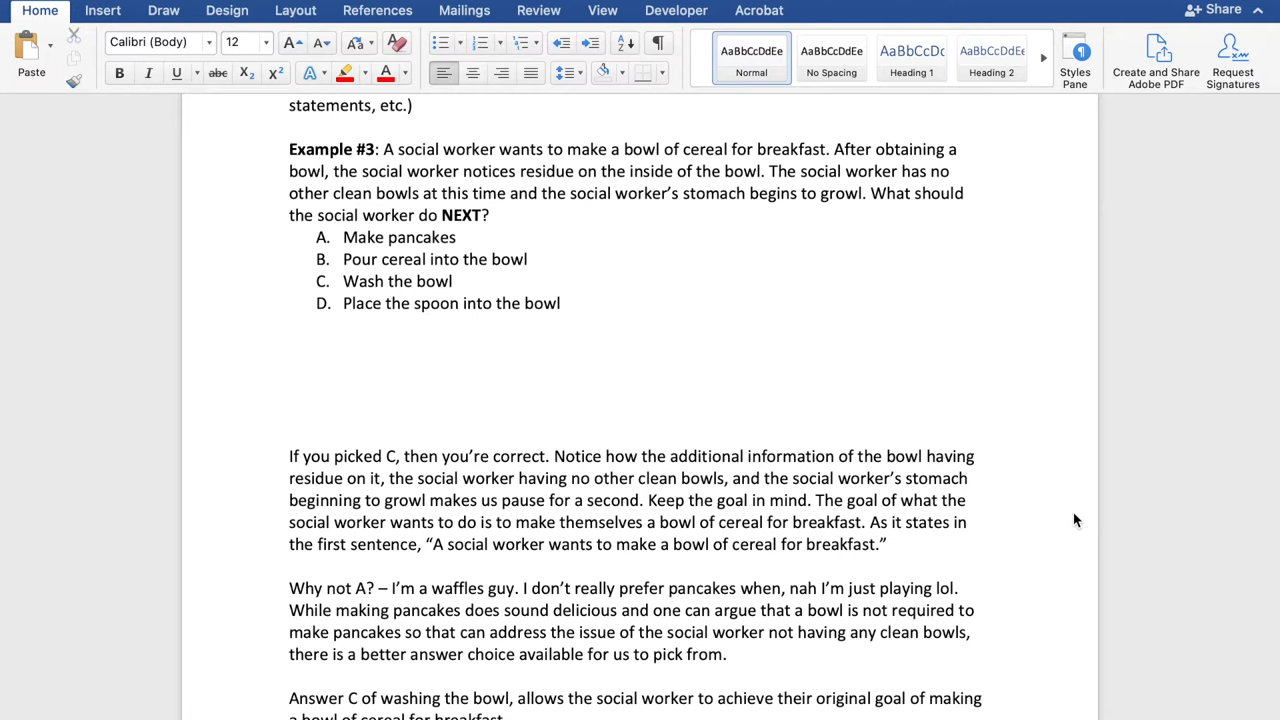 Home Insert Draw Design Layout References Mailings Review View Developer Acrobat Share
Calibri (Body) 12
Paste
AaBbCcDdEe AaBbCcDdEe AaBbCcDc AaBbCcDdEe
Normal No Spacing Heading 1 Heading 2
Styles Pane
Create and Share Adobe PDF
Request Signatures
statements, etc.)
Example #3: A social worker wants to make a bowl of cereal for breakfast. After obtaining a
bowl, the social worker notices residue on the inside of the bowl. The social worker has no
other clean bowls at this time and the social worker’s stomach begins to growl. What should
the social worker do NEXT?
A. Make pancakes
B. Pour cereal into the bowl
C. Wash the bowl
D. Place the spoon into the bowl
If you picked C, then you’re correct. Notice how the additional information of the bowl having
residue on it, the social worker having no other clean bowls, and the social worker’s stomach
beginning to growl makes us pause for a second. Keep the goal in mind. The goal of what the
social worker wants to do is to make themselves a bowl of cereal for breakfast. As it states in
the first sentence, “A social worker wants to make a bowl of cereal for breakfast.”
Why not A? – I’m a waffles guy. I don’t really prefer pancakes when, nah I’m just playing lol.
While making pancakes does sound delicious and one can argue that a bowl is not required to
make pancakes so that can address the issue of the social worker not having any clean bowls,
there is a better answer choice available for us to pick from.
Answer C of washing the bowl, allows the social worker to achieve their original goal of making
a bowl of cereal for breakfast.